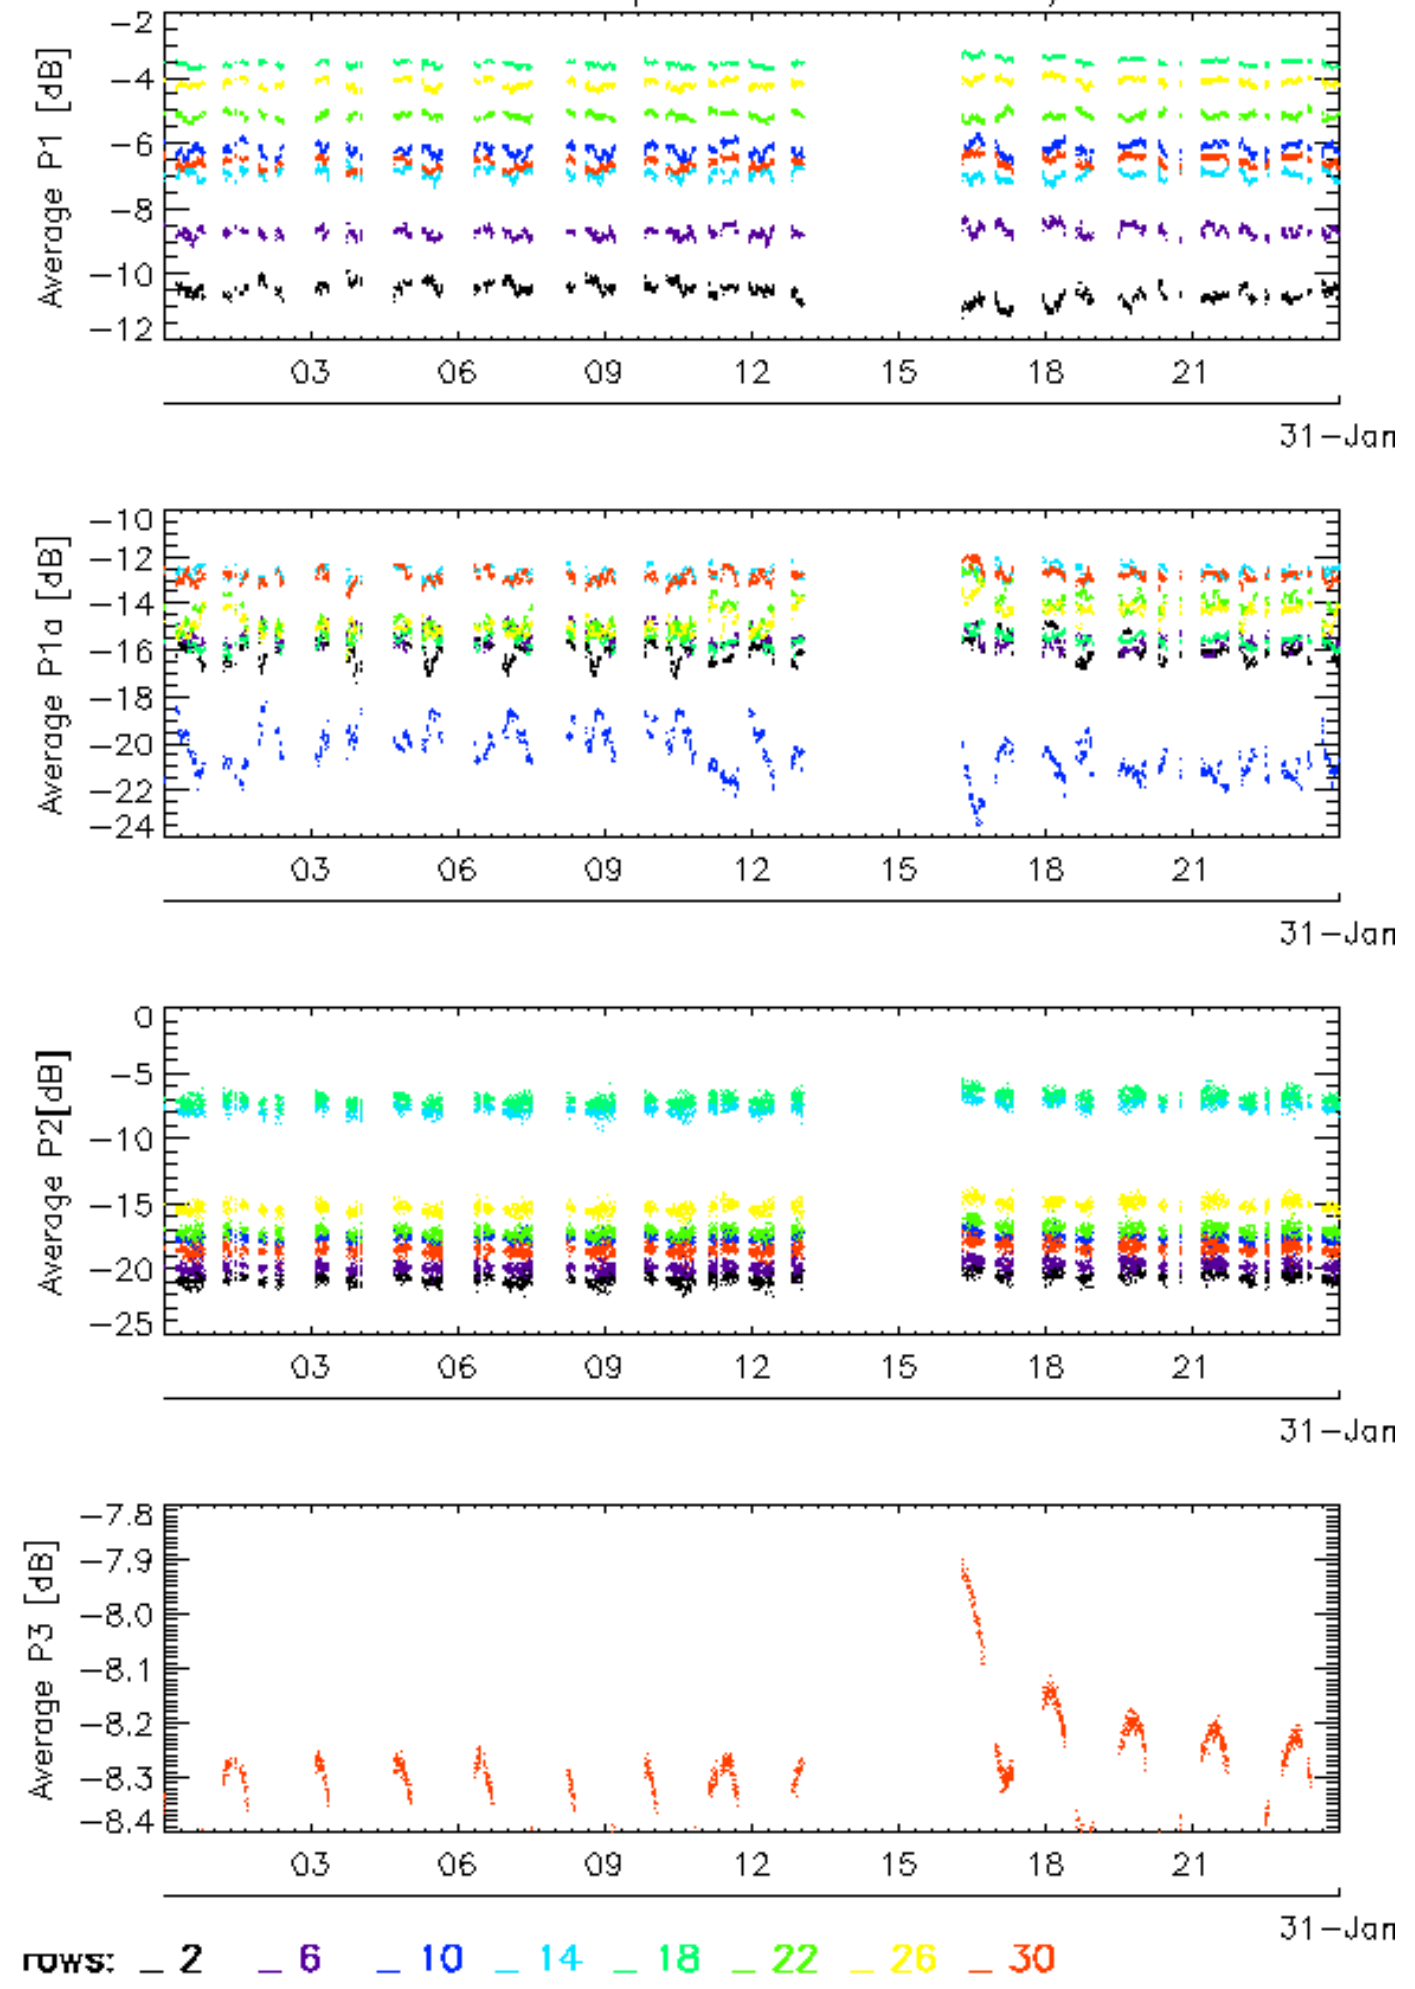 Average P1 [dB]
-2
-4
-6
-8
-10
-12
03 06 09 12 15 18 21
31-Jan
Average P1a [dB]
-10
-12
-14
-16
-18
-20
-22
-24
03 06 09 12 15 18 21
31-Jan
Average P2[dB]
0
-5
-10
-15
-20
-25
03 06 09 12 15 18 21
31-Jan
Average P3 [dB]
-7.8
-7.9
-8.0
-8.1
-8.2
-8.3
-8.4
03 06 09 12 15 18 21
31-Jan
rows: _ 2 _ 6 _ 10 _ 14 _ 18 _ 22 _ 26 _ 30